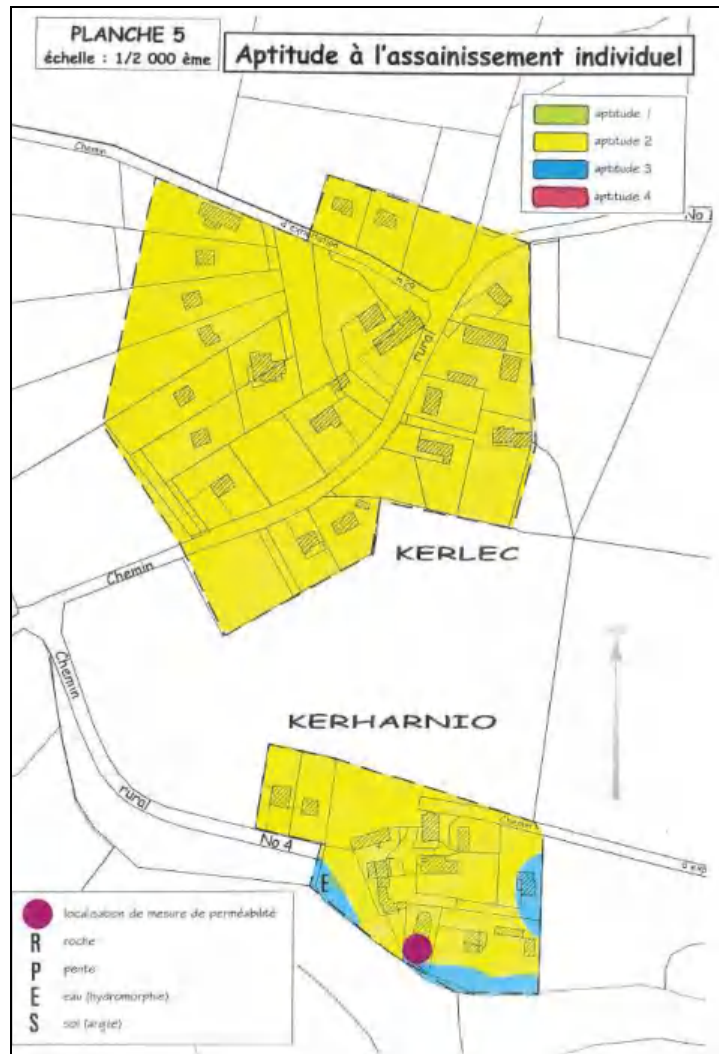 PLANCHE 5
échelle : 1/2 000 ème
Aptitude à l'assainissement individuel
aptitude 1
aptitude 2
aptitude 3
aptitude 4
Chemin
d'exploitation
No 1
rural
KERLEC
Chemin
Chemin
KERHARNIO
rural
No 4
Chemin
d'exp
E
localisation de mesure de perméabilité
R roche
P pente
E eau (hydromorphie)
S sol (argile)